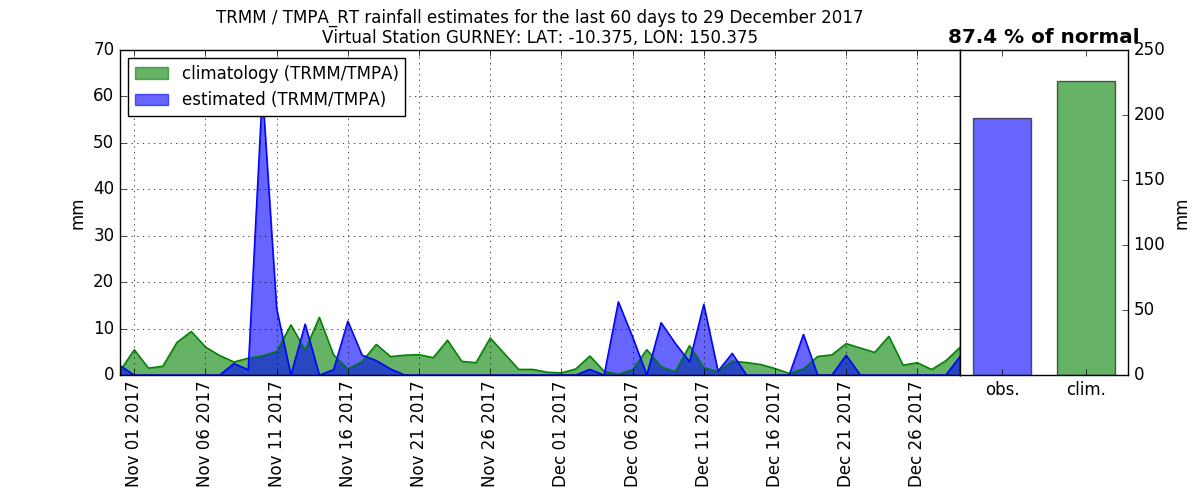 TRMM / TMPA_RT rainfall estimates for the last 60 days to 29 December 2017
Virtual Station GURNEY: LAT: -10.375, LON: 150.375
87.4 % of normal
climatology (TRMM/TMPA)
estimated (TRMM/TMPA)
70
60
50
40
30
20
10
0
mm
Nov 01 2017
Nov 06 2017
Nov 11 2017
Nov 16 2017
Nov 21 2017
Nov 26 2017
Dec 01 2017
Dec 06 2017
Dec 11 2017
Dec 16 2017
Dec 21 2017
Dec 26 2017
250
200
150
100
50
0
mm
obs.
clim.